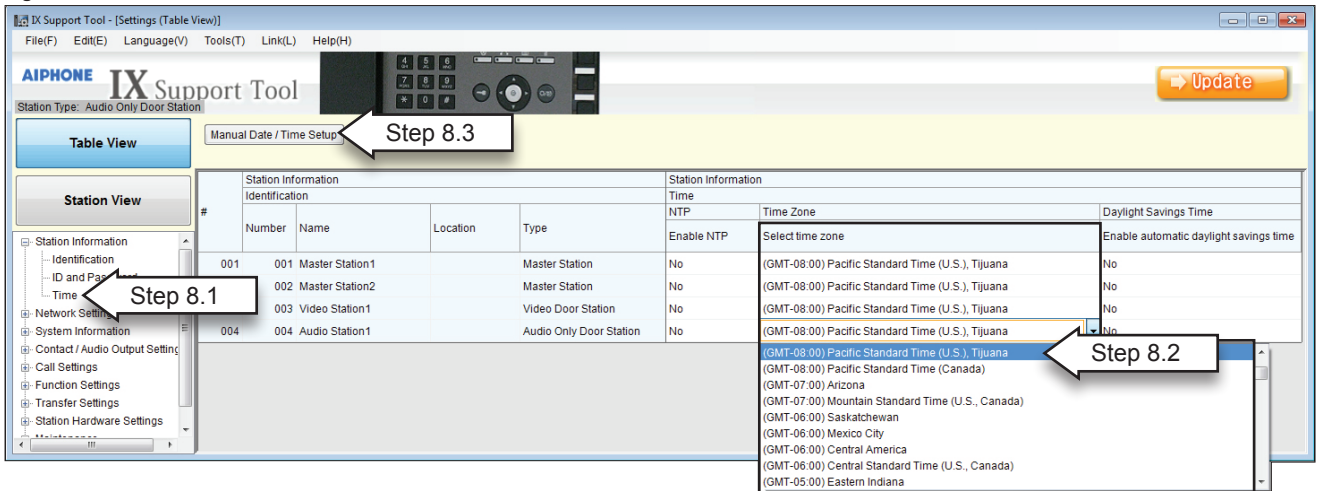 IX Support Tool - [Settings (Table View)]
File(F) Edit(E) Language(V) Tools(T) Link(L) Help(H)
AIPHONE IX Support Tool
Station Type: Audio Only Door Station
Update
Table View
Manual Date / Time Setup
Step 8.3
Station View
Station Information
Identification
ID and
Time
Step 8.1
Network
System Information
Contact / Audio Output Setting
Call Settings
Function Settings
Transfer Settings
Station Hardware Settings
# Station Information Station Information
Identification Time
NTP Time Zone Daylight Savings Time
Number Name Location Type Enable NTP Select time zone Enable automatic daylight savings time
001 001 Master Station1 Master Station No (GMT-08:00) Pacific Standard Time (U.S.), Tijuana No
002 Master Station2 Master Station No (GMT-08:00) Pacific Standard Time (U.S.), Tijuana No
003 Video Station1 Video Door Station No (GMT-08:00) Pacific Standard Time (U.S.), Tijuana No
004 004 Audio Station1 Audio Only Door Station No (GMT-08:00) Pacific Standard Time (U.S.), Tijuana No
(GMT-08:00) Pacific Standard Time (U.S.), Tijuana
Step 8.2
(GMT-08:00) Pacific Standard Time (Canada)
(GMT-07:00) Arizona
(GMT-07:00) Mountain Standard Time (U.S., Canada)
(GMT-06:00) Saskatchewan
(GMT-06:00) Mexico City
(GMT-06:00) Central America
(GMT-06:00) Central Standard Time (U.S., Canada)
(GMT-05:00) Eastern Indiana